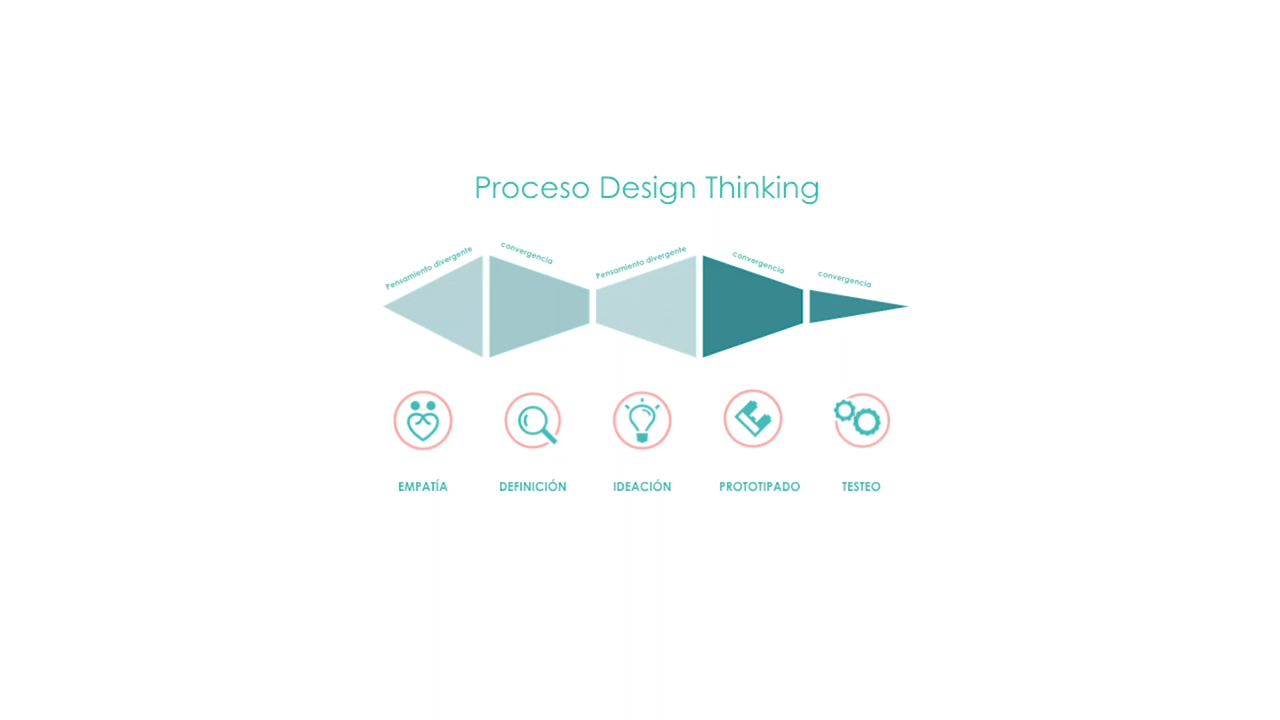 Proceso Design Thinking
Pensamiento divergente
convergencia
Pensamiento divergente
convergencia
convergencia
EMPATÍA
DEFINICIÓN
IDEACIÓN
PROTOTIPADO
TESTEO